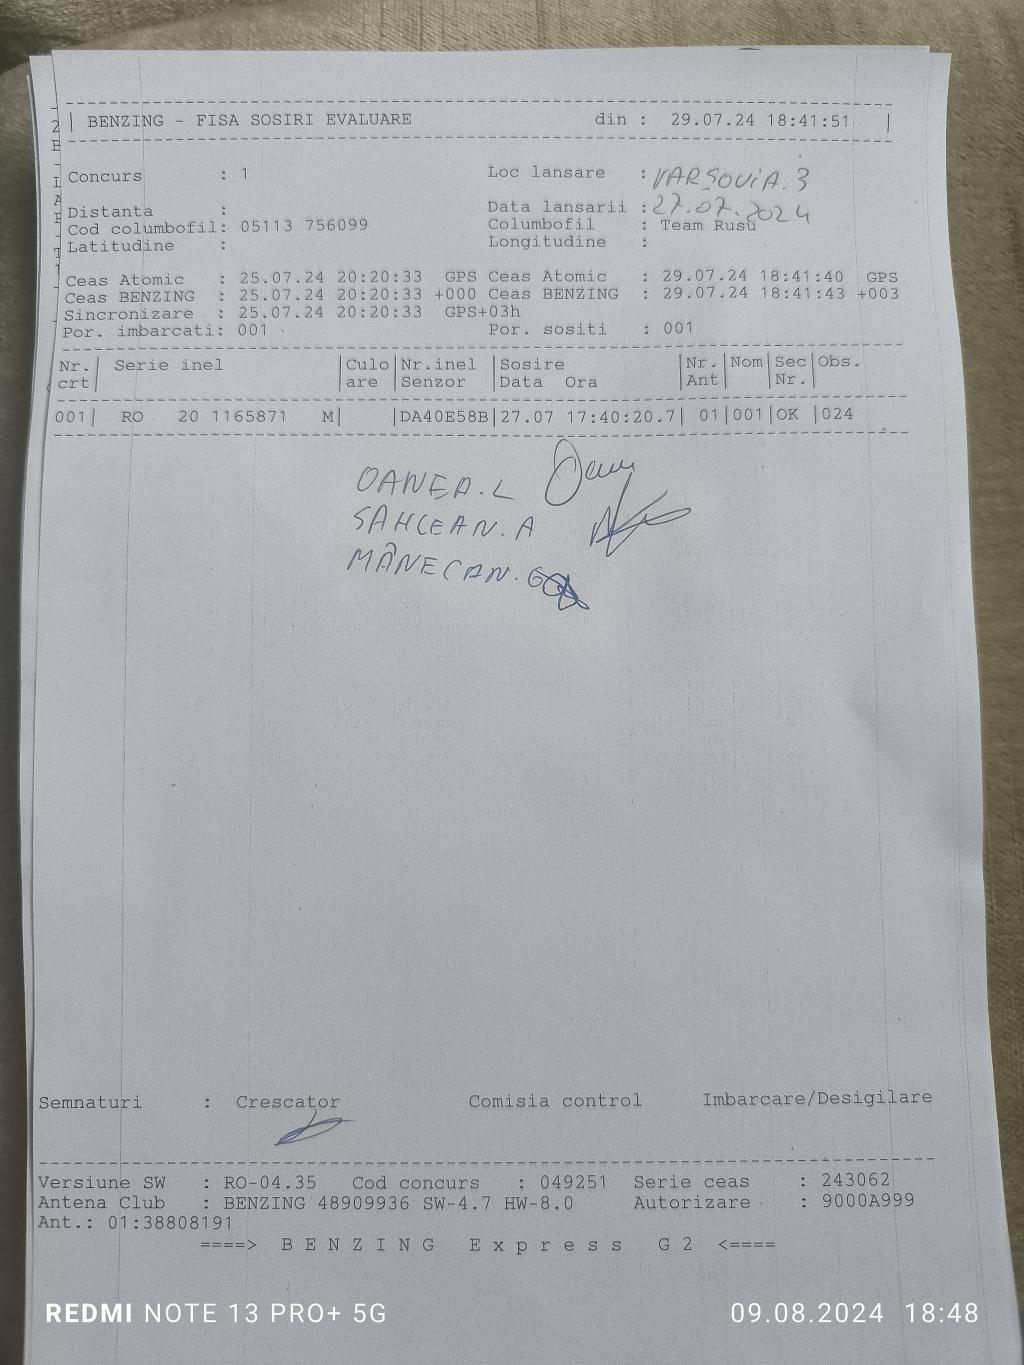 BENZING - FISA SOSIRI EVALUARE din : 29.07.24 18:41:51
Concurs : 1 Loc lansare : VARSOVIA.3
Distanta : Data lansarii : 27.07.2024
Cod columbofil: 05113 756099 Columbofil : Team Rusu
Latitudine : Longitudine :
Ceas Atomic : 25.07.24 20:20:33 GPS Ceas Atomic : 29.07.24 18:41:40 GPS
Ceas BENZING : 25.07.24 20:20:33 +000 Ceas BENZING : 29.07.24 18:41:43 +003
Sincronizare : 25.07.24 20:20:33 GPS+03h
Por. imbarcati: 001 Por. sositi : 001
Nr. | Serie inel |Culo|Nr.inel |Sosire |Nr.|Nom|Sec|Obs.
crt| |are |Senzor |Data Ora |Ant| |Nr.|
001| RO 20 1165871 M| |DA40E58B|27.07 17:40:20.7| 01|001|OK |024
OANEA.L
SAHLEAN.A
MÂNECAN.G
Semnaturi : Crescator Comisia control Imbarcare/Desigilare
Versiune SW : RO-04.35 Cod concurs : 049251 Serie ceas : 243062
Antena Club : BENZING 48909936 SW-4.7 HW-8.0 Autorizare : 9000A999
Ant.: 01:38808191
====> B E N Z I N G E x p r e s s G 2 <====
REDMI NOTE 13 PRO+ 5G 09.08.2024 18:48